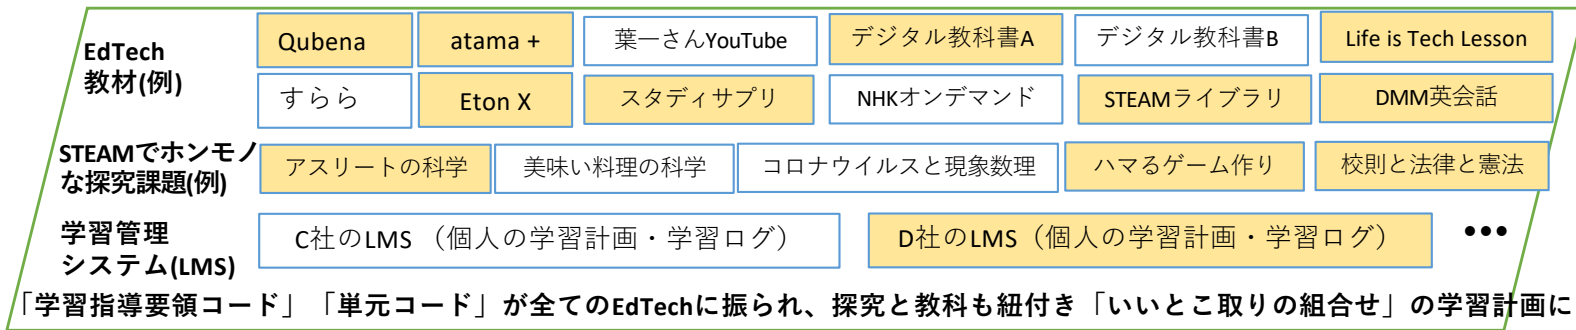 EdTech
教材(例)
Qubena
atama +
葉一さんYouTube
デジタル教科書A
デジタル教科書B
Life is Tech Lesson
すらら
Eton X
スタディサプリ
NHKオンデマンド
STEAMライブラリ
DMM英会話
STEAMでホンモノ
な探究課題(例)
アスリートの科学
美味い料理の科学
コロナウイルスと現象数理
ハマるゲーム作り
校則と法律と憲法
学習管理
システム(LMS)
C社のLMS （個人の学習計画・学習ログ）
D社のLMS（個人の学習計画・学習ログ）
•••
「学習指導要領コード」「単元コード」が全てのEdTechに振られ、探究と教科も紐付き「いいとこ取りの組合せ」の学習計画に